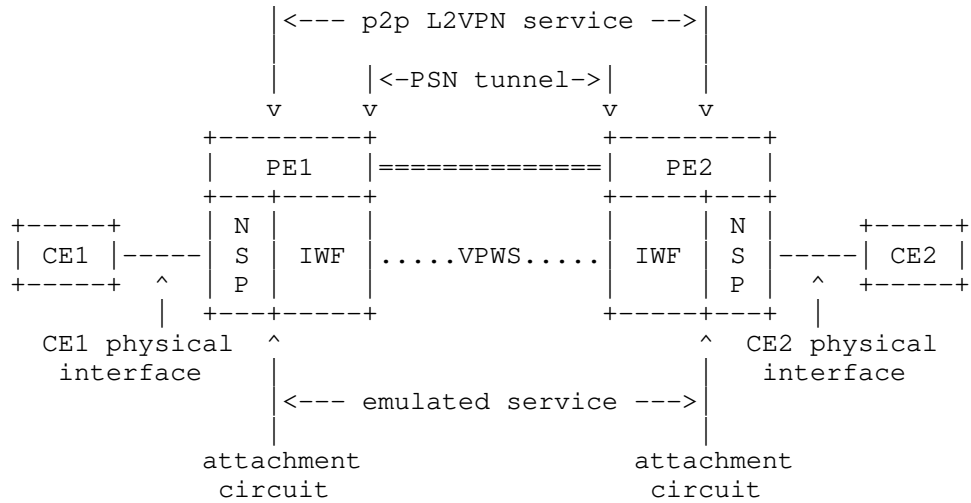 |<--- p2p L2VPN service -->|
|<-PSN tunnel->|
v v v v
PE1 PE2
N N
CE1 S IWF .....VPWS..... IWF S CE2
P P
CE1 physical CE2 physical
interface interface
|<--- emulated service --->|
attachment attachment
circuit circuit